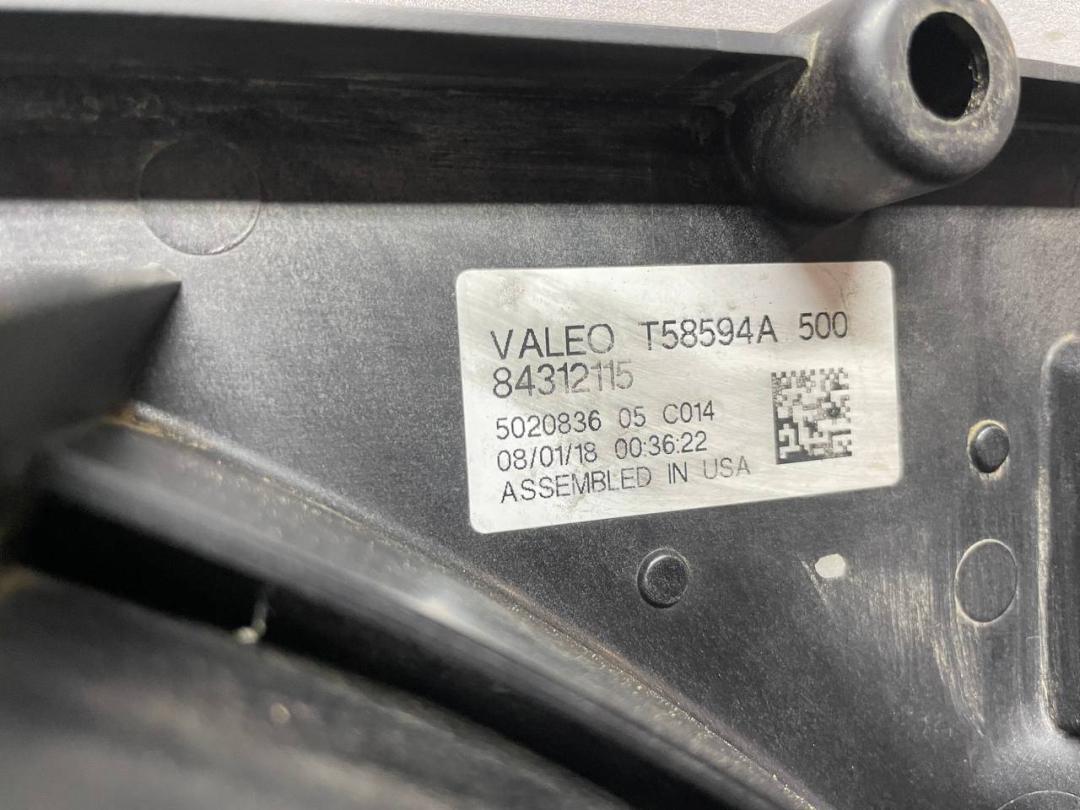 VALEO T58594A 500
84312115
5020836 05 C014
08/01/18 00:36:22
ASSEMBLED IN USA